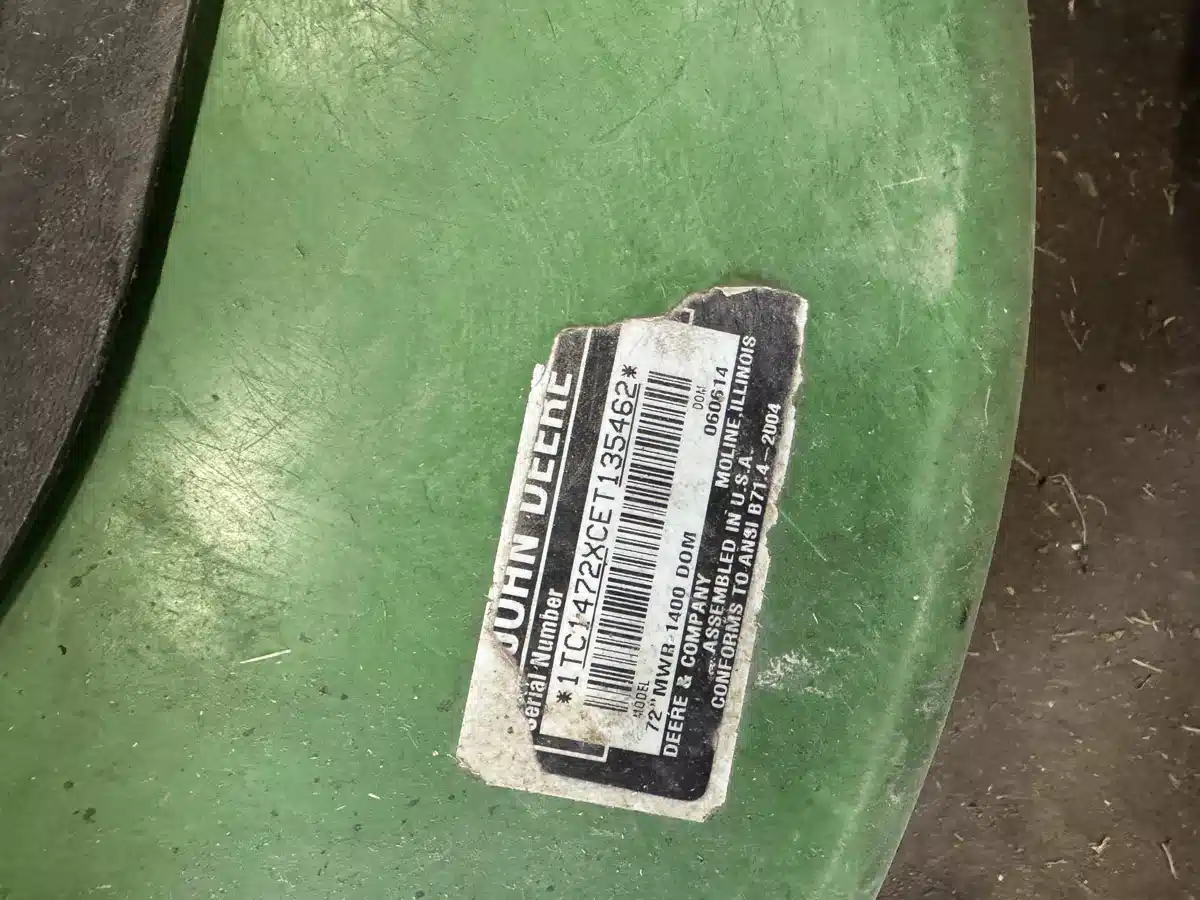 JOHN DEERE
Serial Number
*1TC1472XCET135462*
MODEL DOM
72" MWR-1400 DOM 060614
DEERE & COMPANY MOLINE, ILLINOIS
ASSEMBLED IN U.S.A.
CONFORMS TO ANSI B71.4-2004